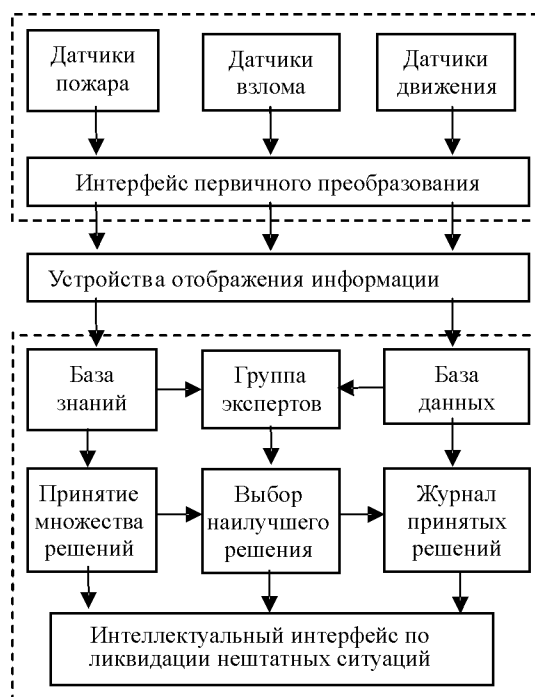 Датчики
пожара
Датчики
взлома
Датчики
движения
Интерфейс первичного преобразования
Устройства отображения информации
База
знаний
Группа
экспертов
База
данных
Принятие
множества
решений
Выбор
наилучшего
решения
Журнал
принятых
решений
Интеллектуальный интерфейс по
ликвидации нештатных ситуаций